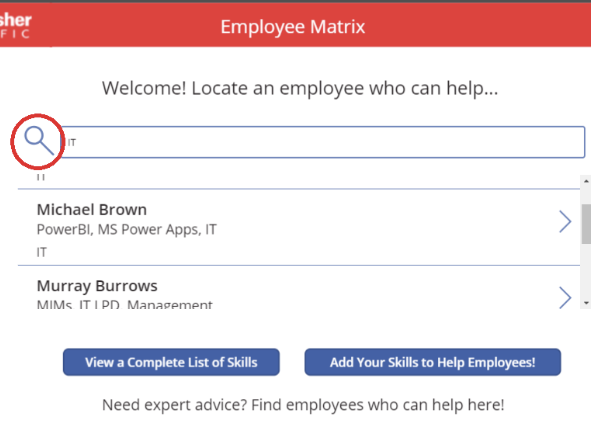 Employee Matrix
Welcome! Locate an employee who can help...
IT
IT
Michael Brown
PowerBI, MS Power Apps, IT
IT
Murray Burrows
MIMs, IT LPD, Management
View a Complete List of Skills
Add Your Skills to Help Employees!
Need expert advice? Find employees who can help here!